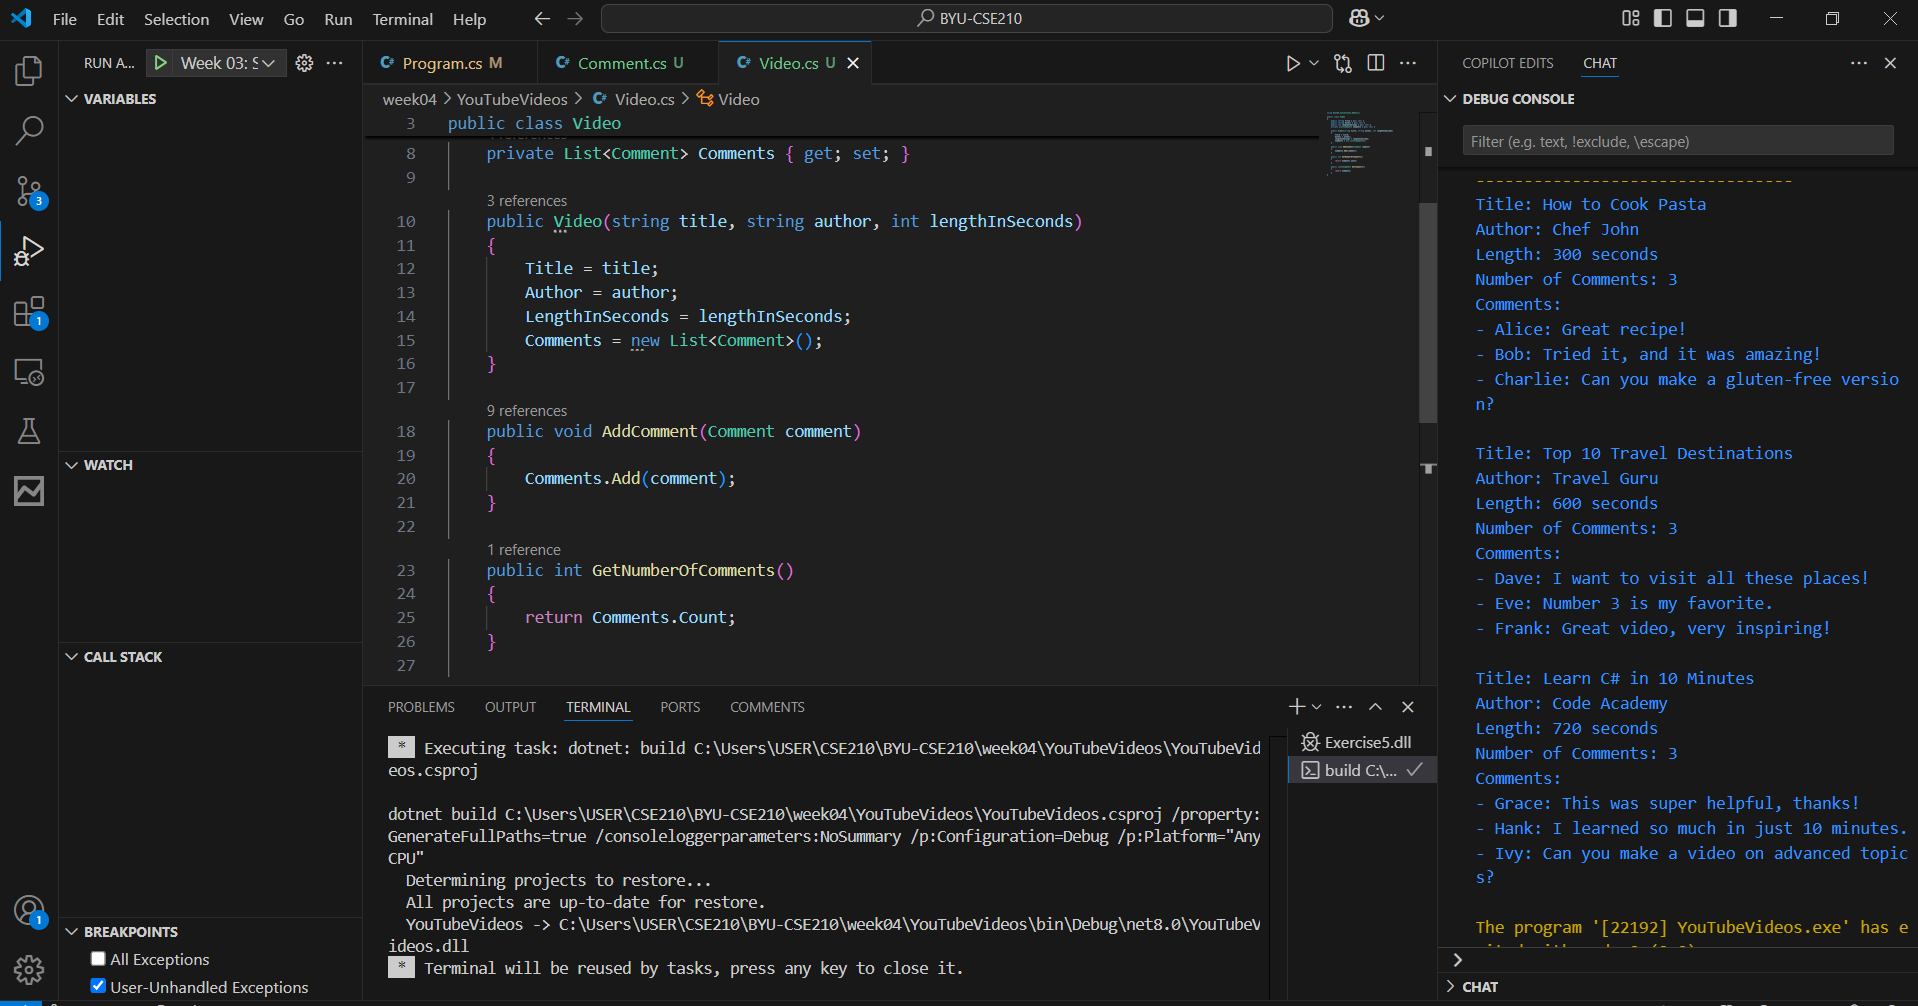 File Edit Selection View Go Run Terminal Help
BYU-CSE210
RUN A... Week 03: S
VARIABLES
WATCH
CALL STACK
BREAKPOINTS
All Exceptions
User-Unhandled Exceptions
3
1
1
Program.cs M
Comment.cs U
Video.cs U
week04 > YouTubeVideos > Video.cs > Video
3 public class Video
8 private List<Comment> Comments { get; set; }
9
3 references
10 public Video(string title, string author, int lengthInSeconds)
11 {
12 Title = title;
13 Author = author;
14 LengthInSeconds = lengthInSeconds;
15 Comments = new List<Comment>();
16 }
17
9 references
18 public void AddComment(Comment comment)
19 {
20 Comments.Add(comment);
21 }
22
1 reference
23 public int GetNumberOfComments()
24 {
25 return Comments.Count;
26 }
27
PROBLEMS OUTPUT TERMINAL PORTS COMMENTS
* Executing task: dotnet: build C:\Users\USER\CSE210\BYU-CSE210\week04\YouTubeVideos\YouTubeVid
eos.csproj
dotnet build C:\Users\USER\CSE210\BYU-CSE210\week04\YouTubeVideos\YouTubeVideos.csproj /property:
GenerateFullPaths=true /consoleloggerparameters:NoSummary /p:Configuration=Debug /p:Platform="Any
CPU"
Determining projects to restore...
All projects are up-to-date for restore.
YouTubeVideos -> C:\Users\USER\CSE210\BYU-CSE210\week04\YouTubeVideos\bin\Debug\net8.0\YouTubeV
ideos.dll
* Terminal will be reused by tasks, press any key to close it.
Exercise5.dll
build C:\...
COPILOT EDITS CHAT
DEBUG CONSOLE
Filter (e.g. text, !exclude, \escape)
---------------------------------
Title: How to Cook Pasta
Author: Chef John
Length: 300 seconds
Number of Comments: 3
Comments:
- Alice: Great recipe!
- Bob: Tried it, and it was amazing!
- Charlie: Can you make a gluten-free versio
n?
Title: Top 10 Travel Destinations
Author: Travel Guru
Length: 600 seconds
Number of Comments: 3
Comments:
- Dave: I want to visit all these places!
- Eve: Number 3 is my favorite.
- Frank: Great video, very inspiring!
Title: Learn C# in 10 Minutes
Author: Code Academy
Length: 720 seconds
Number of Comments: 3
Comments:
- Grace: This was super helpful, thanks!
- Hank: I learned so much in just 10 minutes.
- Ivy: Can you make a video on advanced topic
s?
The program '[22192] YouTubeVideos.exe' has e
CHAT